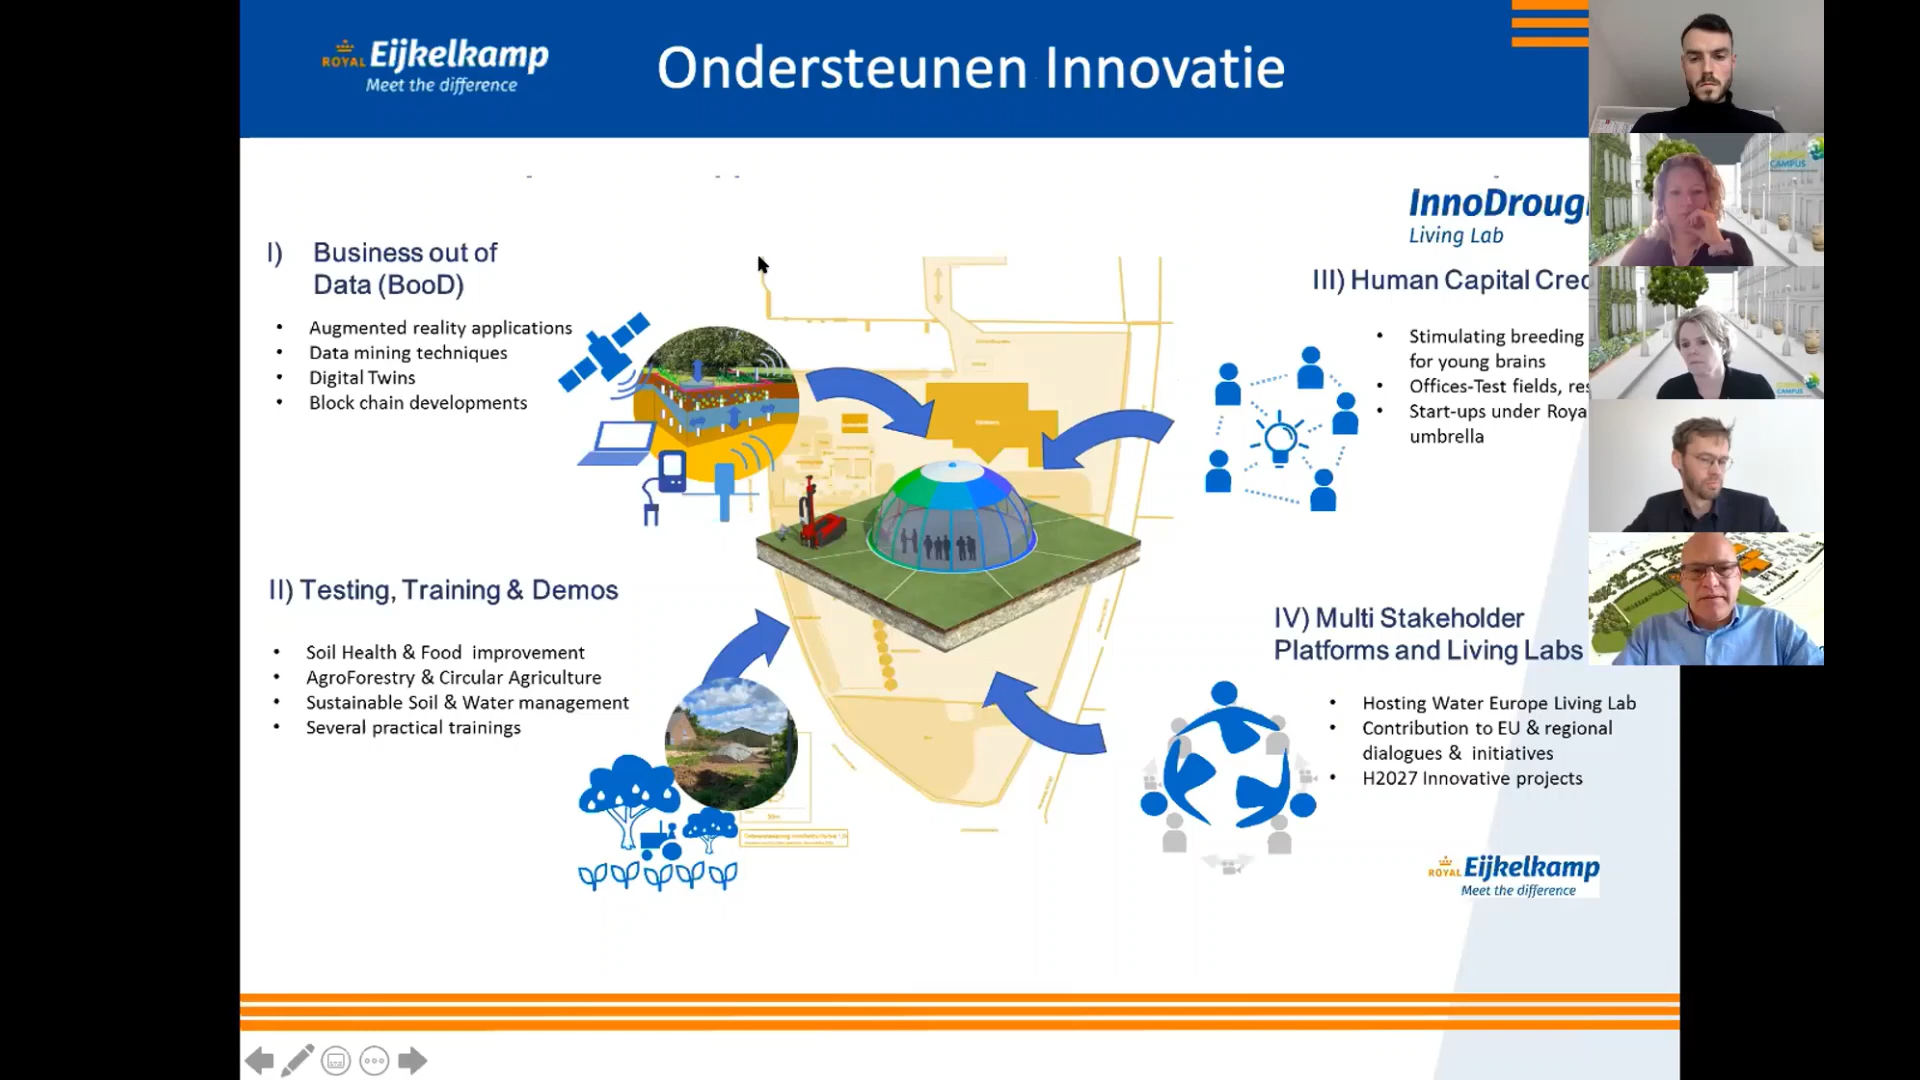 ROYAL Eijkelkamp
Meet the difference
Ondersteunen Innovatie
I) Business out of
Data (BooD)
• Augmented reality applications
• Data mining techniques
• Digital Twins
• Block chain developments
II) Testing, Training & Demos
• Soil Health & Food improvement
• AgroForestry & Circular Agriculture
• Sustainable Soil & Water management
• Several practical trainings
InnoDroug
Living Lab
III) Human Capital Cre
• Stimulating breeding
for young brains
• Offices-Test fields, res
• Start-ups under Roya
umbrella
IV) Multi Stakeholder
Platforms and Living Labs
• Hosting Water Europe Living Lab
• Contribution to EU & regional
dialogues & initiatives
• H2027 Innovative projects
ROYAL Eijkelkamp
Meet the difference
CAMPUS